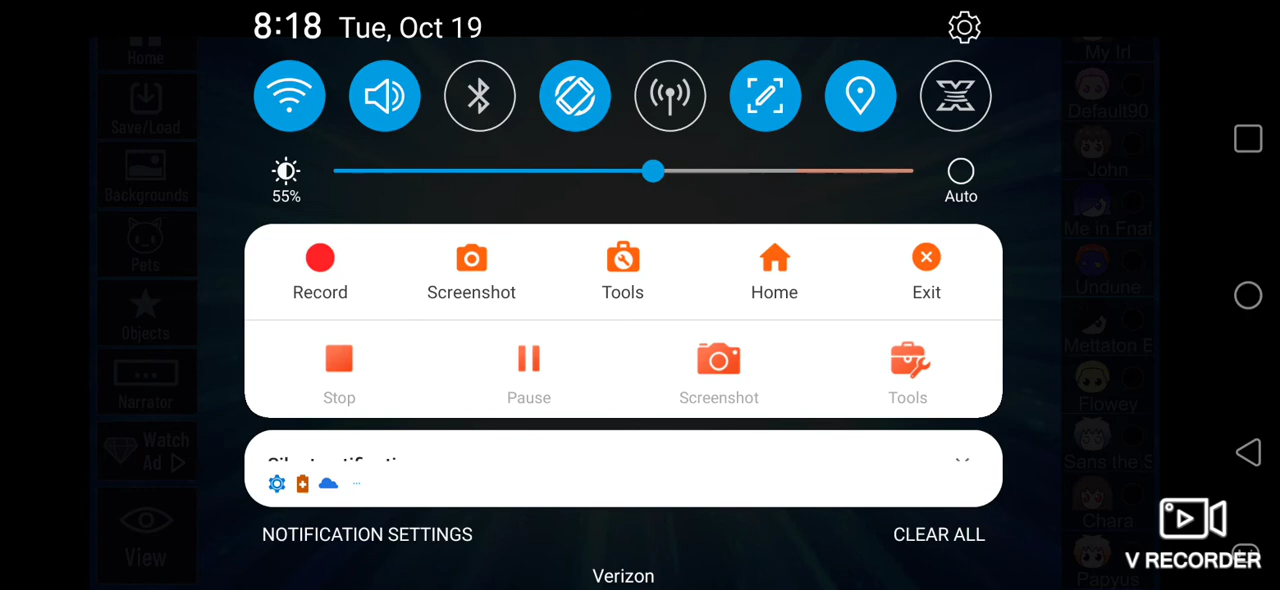 8:18 Tue, Oct 19
55%
Auto
Record
Screenshot
Tools
Home
Exit
Stop
Pause
Screenshot
Tools
NOTIFICATION SETTINGS
CLEAR ALL
Verizon
Home
Save/Load
Backgrounds
Pets
Objects
Narrator
Watch
Ad
View
My Irl
Default90
John
Me in Fnaf
Undune
Mettaton E
Flowey
Sans the S
Chara
Papyus
V RECORDER